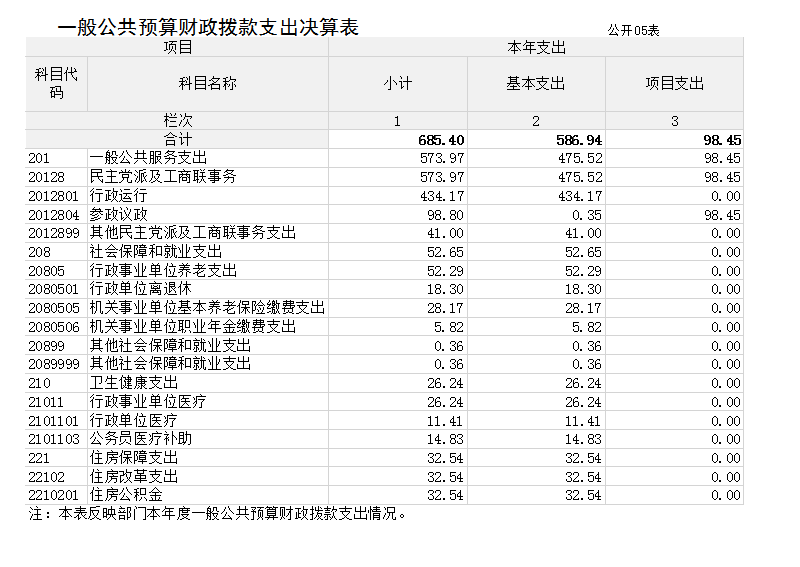 一般公共预算财政拨款支出决算表
公开05表
项目 本年支出
科目代码 科目名称 小计 基本支出 项目支出
栏次 1 2 3
合计 685.40 586.94 98.45
201 一般公共服务支出 573.97 475.52 98.45
20128 民主党派及工商联事务 573.97 475.52 98.45
2012801 行政运行 434.17 434.17 0.00
2012804 参政议政 98.80 0.35 98.45
2012899 其他民主党派及工商联事务支出 41.00 41.00 0.00
208 社会保障和就业支出 52.65 52.65 0.00
20805 行政事业单位养老支出 52.29 52.29 0.00
2080501 行政单位离退休 18.30 18.30 0.00
2080505 机关事业单位基本养老保险缴费支出 28.17 28.17 0.00
2080506 机关事业单位职业年金缴费支出 5.82 5.82 0.00
20899 其他社会保障和就业支出 0.36 0.36 0.00
2089999 其他社会保障和就业支出 0.36 0.36 0.00
210 卫生健康支出 26.24 26.24 0.00
21011 行政事业单位医疗 26.24 26.24 0.00
2101101 行政单位医疗 11.41 11.41 0.00
2101103 公务员医疗补助 14.83 14.83 0.00
221 住房保障支出 32.54 32.54 0.00
22102 住房改革支出 32.54 32.54 0.00
2210201 住房公积金 32.54 32.54 0.00
注：本表反映部门本年度一般公共预算财政拨款支出情况。